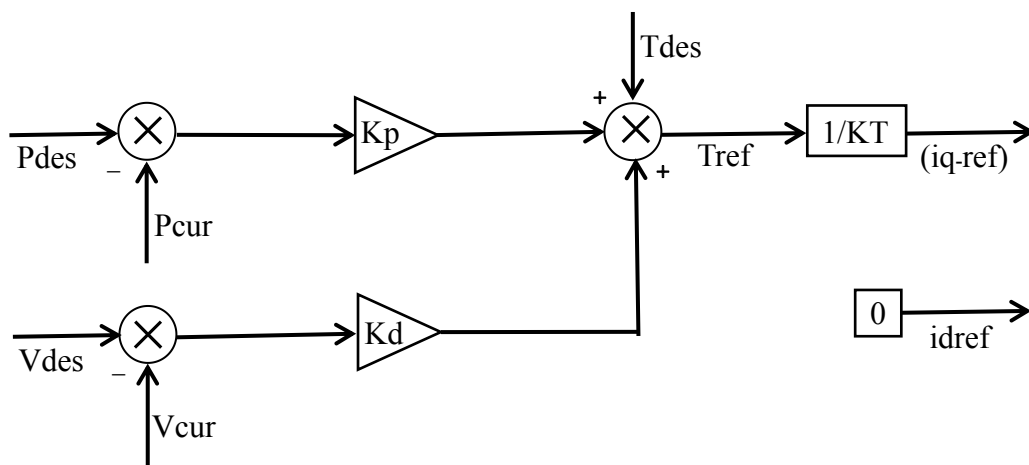 Tdes
+
Kp
1/KT
Pdes
−
Tref
(iq-ref)
+
Pcur
0
Kd
idref
Vdes
−
Vcur